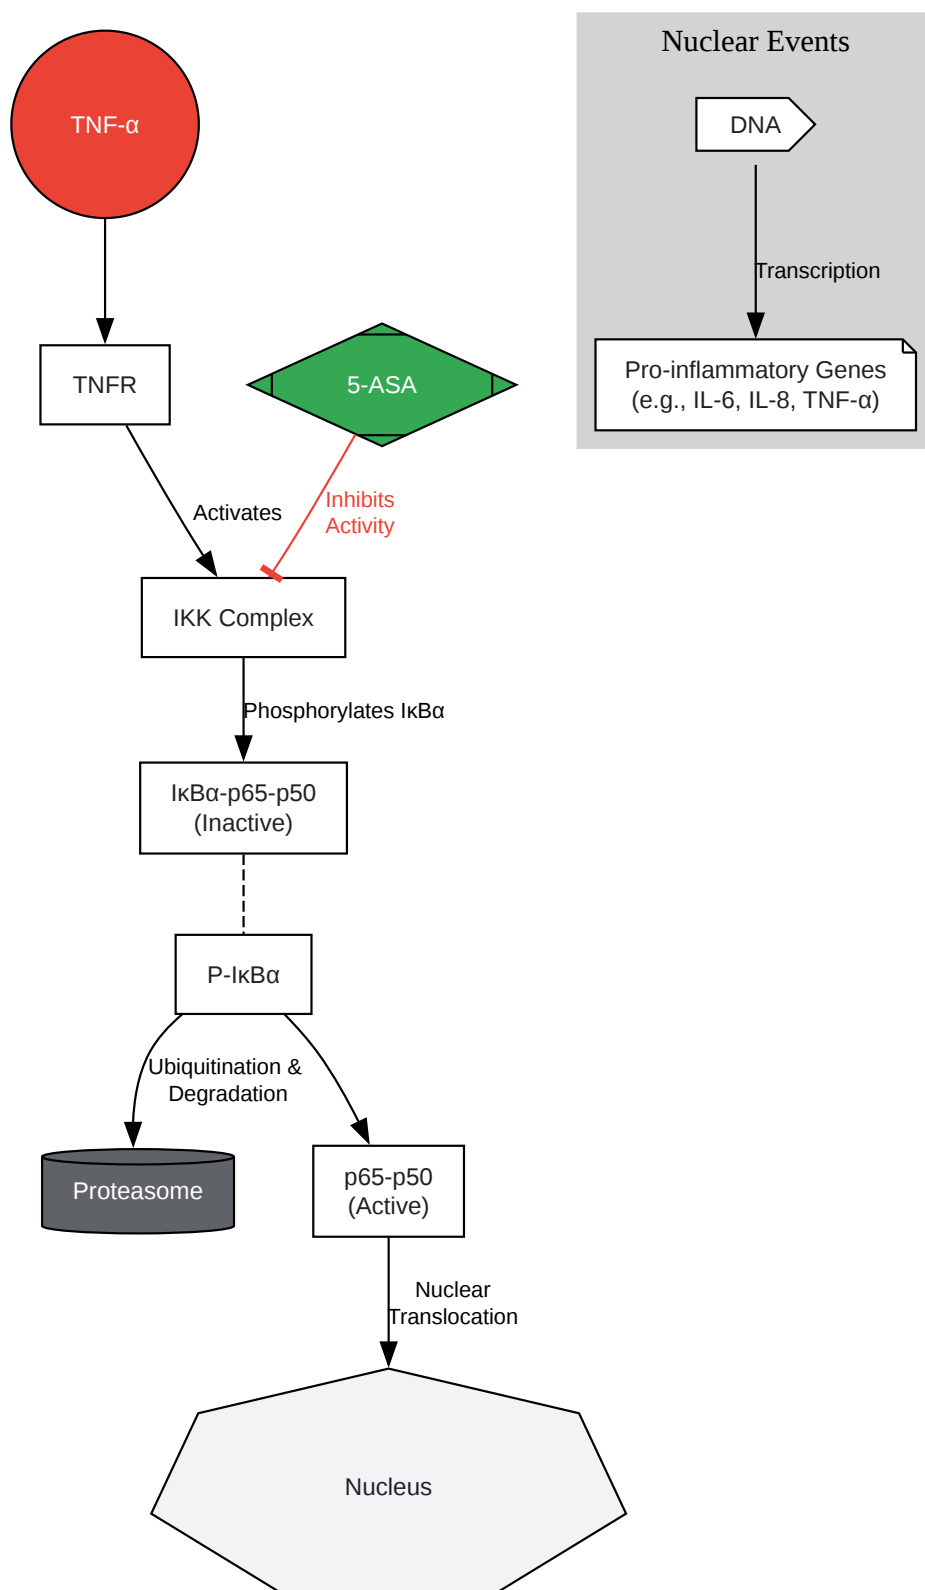 Nuclear Events
TNF-α
DNA
Transcription
TNFR
5-ASA
Pro-inflammatory Genes
(e.g., IL-6, IL-8, TNF-α)
Activates
Inhibits
Activity
IKK Complex
Phosphorylates IκBα
IκBα-p65-p50
(Inactive)
P-IκBα
Ubiquitination &
Degradation
Proteasome
p65-p50
(Active)
Nuclear
Translocation
Nucleus